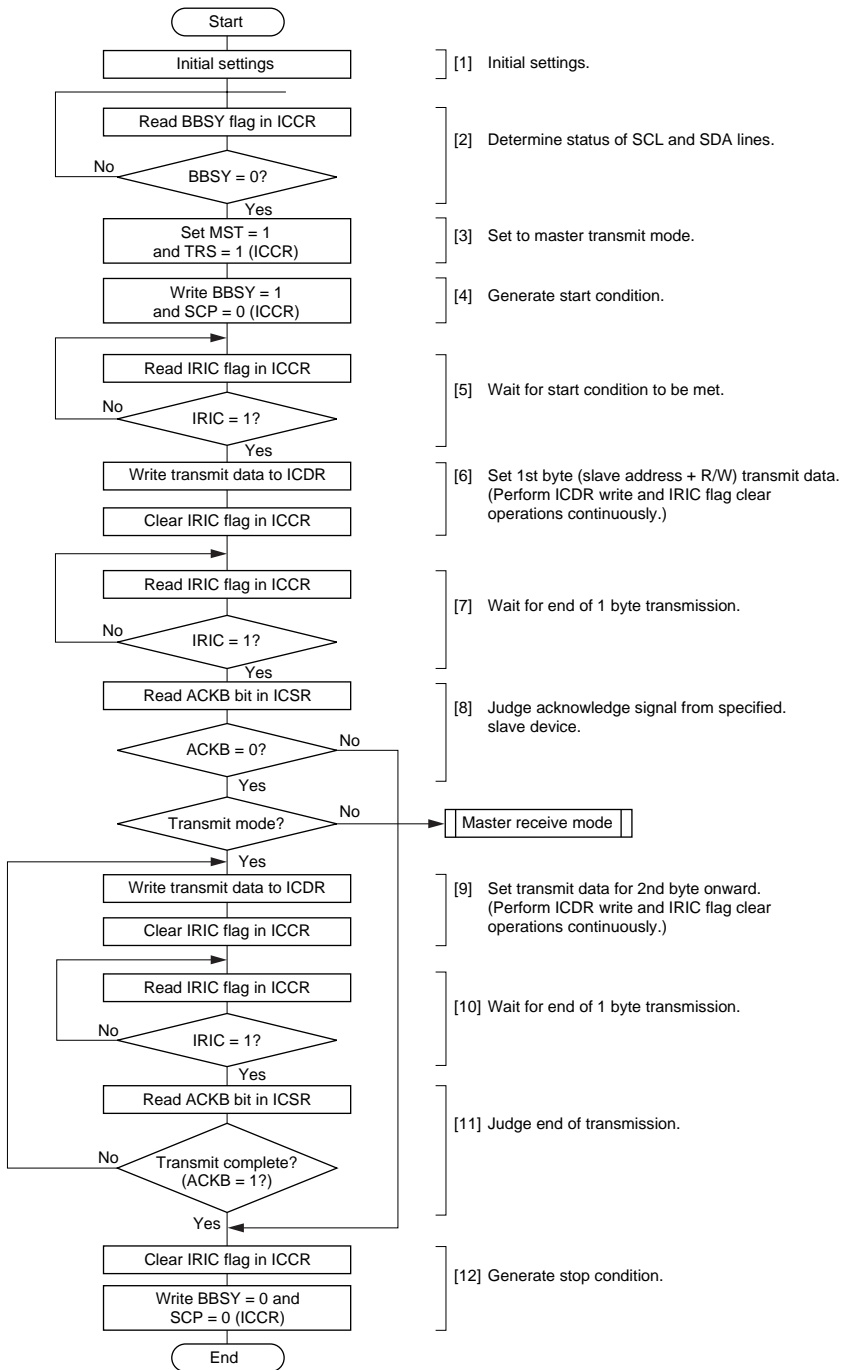 Start
Initial settings
[1] Initial settings.
Read BBSY flag in ICCR
[2] Determine status of SCL and SDA lines.
No
BBSY = 0?
Yes
Set MST = 1
and TRS = 1 (ICCR)
[3] Set to master transmit mode.
Write BBSY = 1
and SCP = 0 (ICCR)
[4] Generate start condition.
Read IRIC flag in ICCR
[5] Wait for start condition to be met.
No
IRIC = 1?
Yes
Write transmit data to ICDR
[6] Set 1st byte (slave address + R/W) transmit data.
(Perform ICDR write and IRIC flag clear
operations continuously.)
Clear IRIC flag in ICCR
Read IRIC flag in ICCR
[7] Wait for end of 1 byte transmission.
No
IRIC = 1?
Yes
Read ACKB bit in ICSR
[8] Judge acknowledge signal from specified.
slave device.
No
ACKB = 0?
Yes
No
Transmit mode?
Master receive mode
Yes
Write transmit data to ICDR
[9] Set transmit data for 2nd byte onward.
(Perform ICDR write and IRIC flag clear
operations continuously.)
Clear IRIC flag in ICCR
Read IRIC flag in ICCR
[10] Wait for end of 1 byte transmission.
No
IRIC = 1?
Yes
Read ACKB bit in ICSR
[11] Judge end of transmission.
No
Transmit complete?
(ACKB = 1?)
Yes
Clear IRIC flag in ICCR
[12] Generate stop condition.
Write BBSY = 0 and
SCP = 0 (ICCR)
End